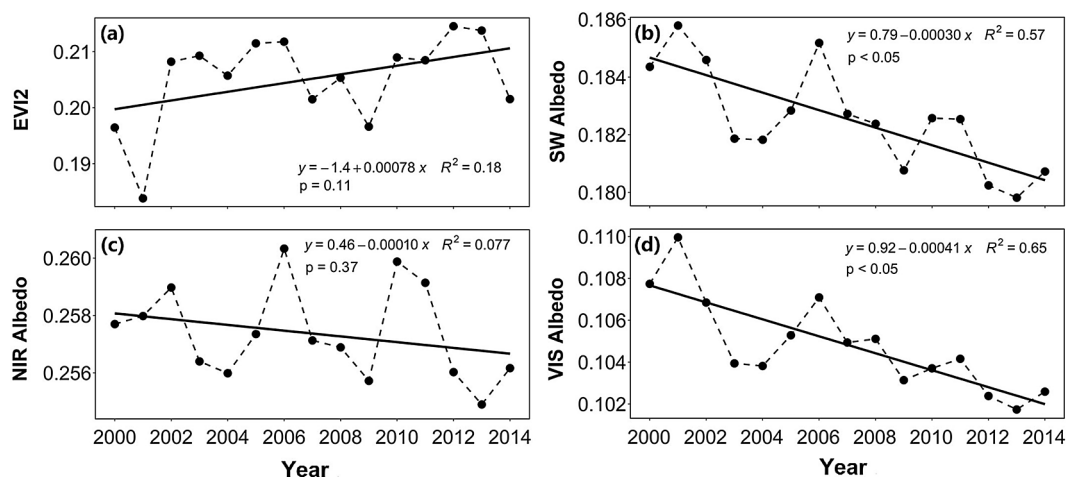 (a)
0.21
0.20
0.19
EVI2
y = −1.4+0.00078 x R² = 0.18
p = 0.11
(b)
0.186
0.184
0.182
0.180
SW Albedo
y = 0.79−0.00030 x R² = 0.57
p < 0.05
(c)
0.260
0.258
0.256
NIR Albedo
y = 0.46−0.00010 x R² = 0.077
p = 0.37
2000 2002 2004 2006 2008 2010 2012 2014
Year
(d)
0.110
0.108
0.106
0.104
0.102
VIS Albedo
y = 0.92−0.00041 x R² = 0.65
p < 0.05
2000 2002 2004 2006 2008 2010 2012 2014
Year